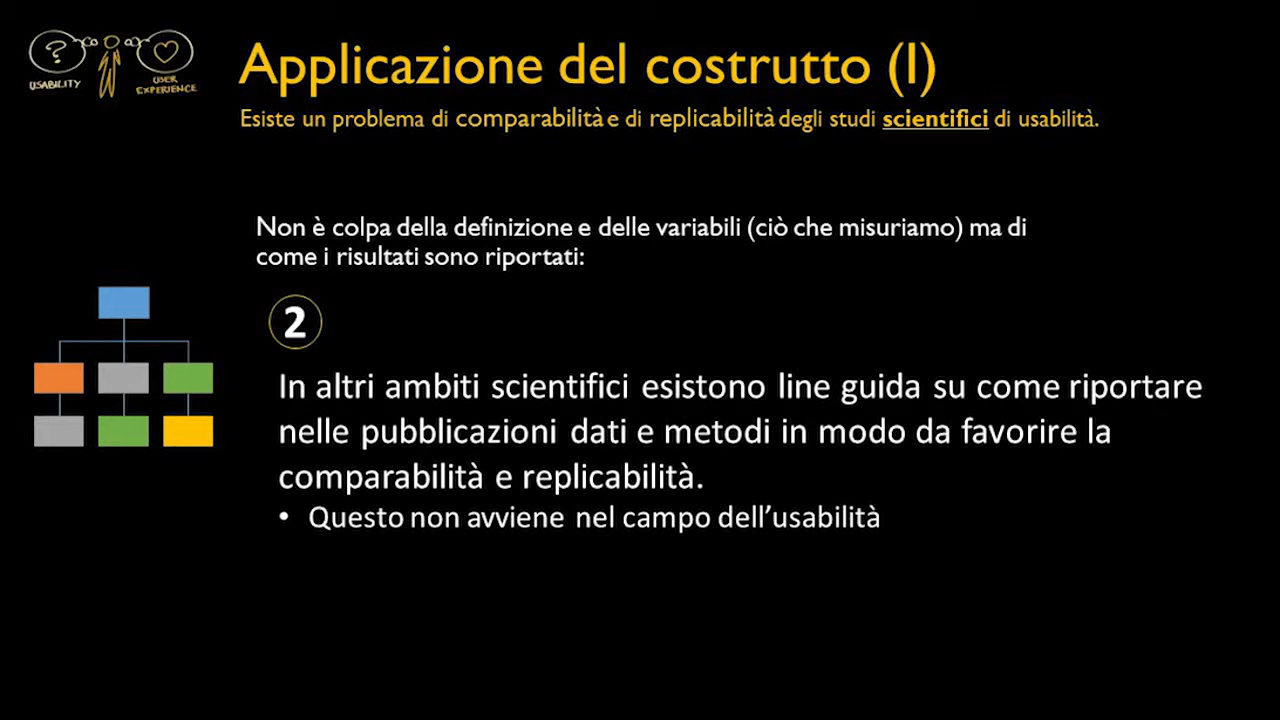 ?
USABILITY
USER
EXPERIENCE
Applicazione del costrutto (I)
Esiste un problema di comparabilità e di replicabilità degli studi scientifici di usabilità.
Non è colpa della definizione e delle variabili (ciò che misuriamo) ma di
come i risultati sono riportati:
2
In altri ambiti scientifici esistono line guida su come riportare
nelle pubblicazioni dati e metodi in modo da favorire la
comparabilità e replicabilità.
• Questo non avviene nel campo dell’usabilità